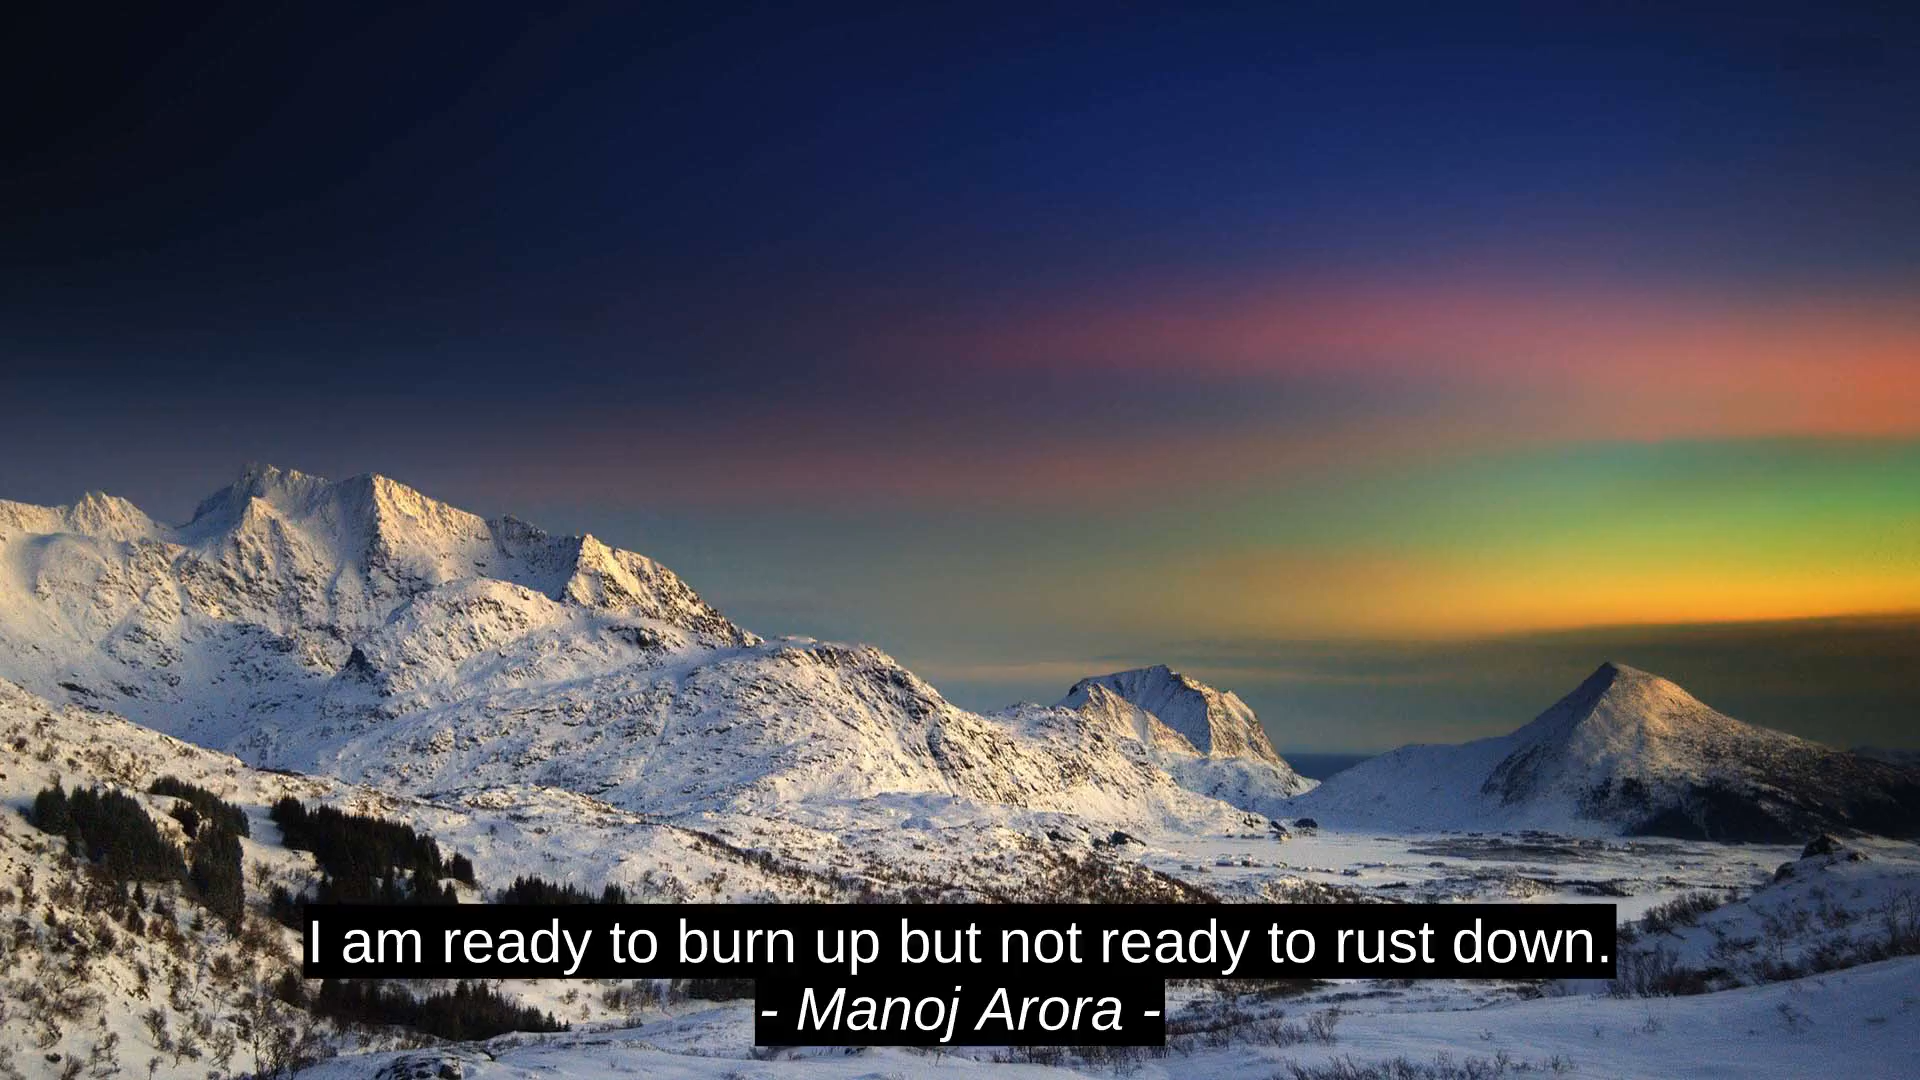 I am ready to burn up but not ready to rust down.
- Manoj Arora -